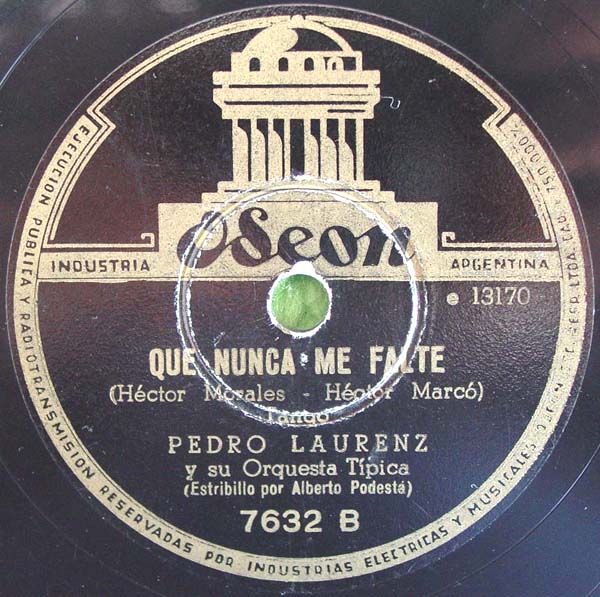 Odeon
INDUSTRIA ARGENTINA
e 13170
QUE NUNCA ME FALTE
(Héctor Morales - Héctor Marcó)
Tango
PEDRO LAURENZ
y su Orquesta Típica
(Estribillo por Alberto Podestá)
7632 B
EJECUCION PUBLICA Y RADIOTRANSMISION RESERVADAS POR INDUSTRIAS ELECTRICAS Y MUSICALES ODEON